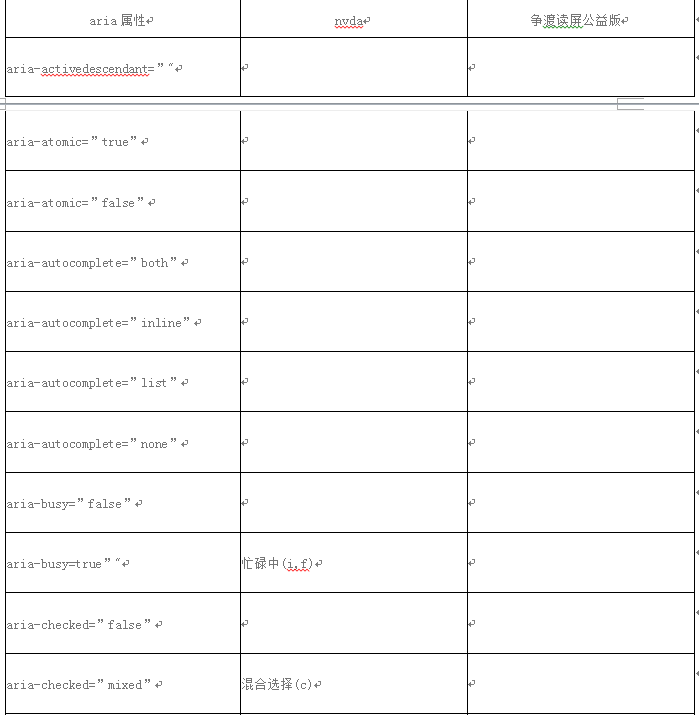 aria 属性 nvda 争渡读屏公益版
aria-activedescendant=”“
aria-atomic=”true”
aria-atomic=”false”
aria-autocomplete=”both”
aria-autocomplete=”inline”
aria-autocomplete=”list”
aria-autocomplete=”none”
aria-busy=”false”
aria-busy=true”“ 忙碌中(i,f)
aria-checked=”false”
aria-checked=”mixed” 混合选择(c)